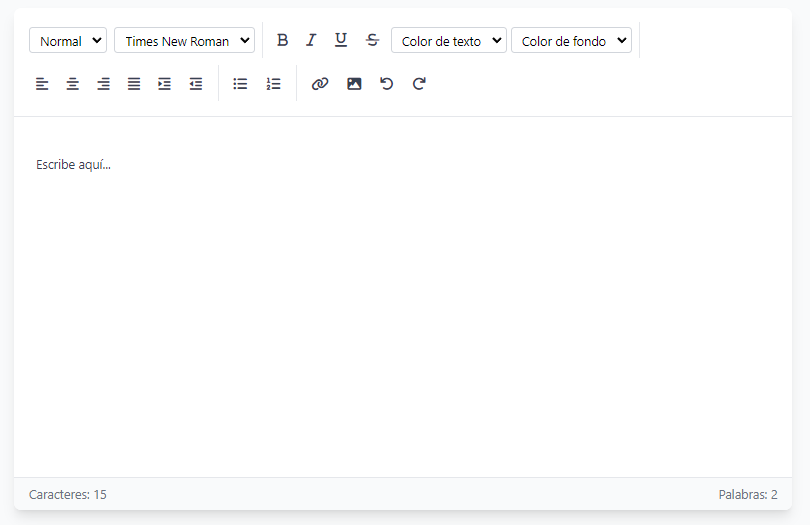 Normal Times New Roman B I U S Color de texto Color de fondo
Escribe aquí...
Caracteres: 15 Palabras: 2